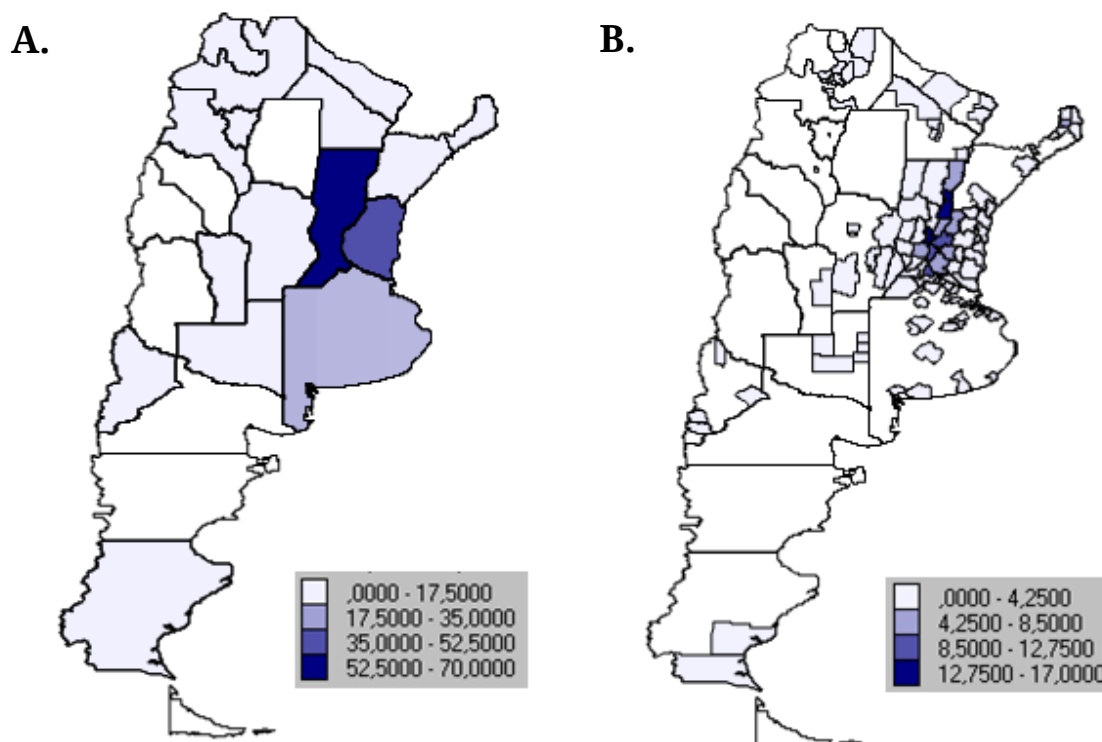 A.
B.
,0000 - 17,5000
17,5000 - 35,0000
35,0000 - 52,5000
52,5000 - 70,0000
,0000 - 4,2500
4,2500 - 8,5000
8,5000 - 12,7500
12,7500 - 17,0000